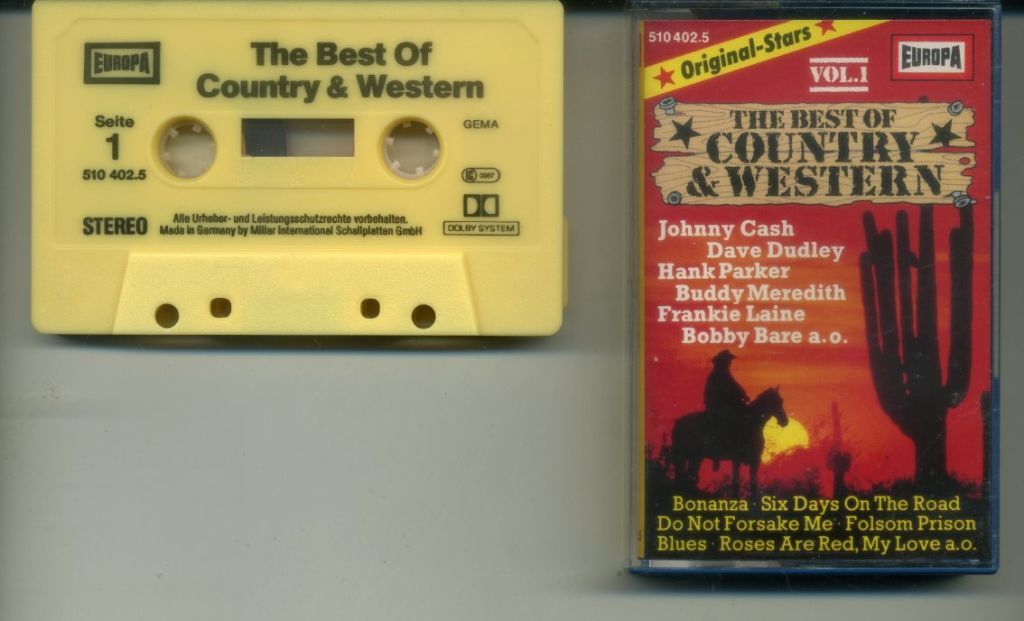 EUROPA
The Best Of
Country & Western
Seite
1
510 402.5
GEMA
STEREO
Alle Urheber- und Leistungsschutzrechte vorbehalten.
Made in Germany by Miller International Schallplatten GmbH
DOLBY SYSTEM
510 402.5
Original-Stars
VOL.1
EUROPA
THE BEST OF
COUNTRY
& WESTERN
Johnny Cash
Dave Dudley
Hank Parker
Buddy Meredith
Frankie Laine
Bobby Bare a.o.
Bonanza · Six Days On The Road
Do Not Forsake Me · Folsom Prison
Blues · Roses Are Red, My Love a.o.